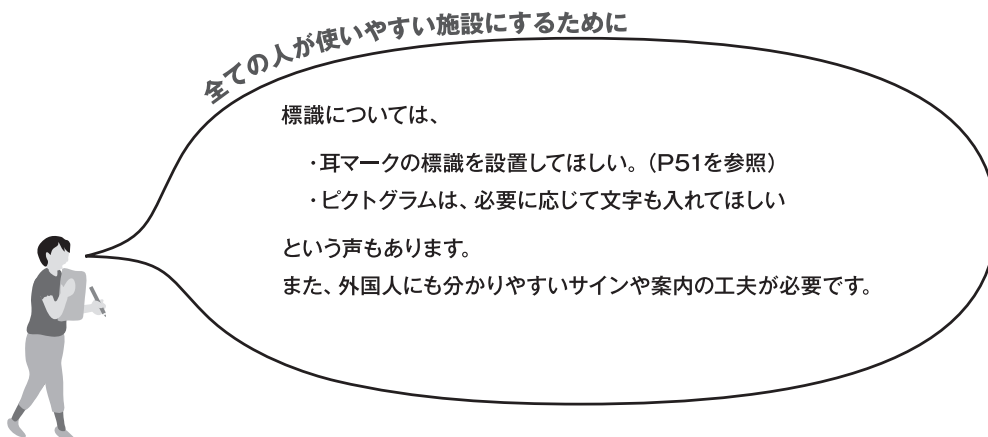 全ての人が使いやすい施設にするために
標識については、
・耳マークの標識を設置してほしい。（P51を参照）
・ピクトグラムは、必要に応じて文字も入れてほしい
という声もあります。
また、外国人にも分かりやすいサインや案内の工夫が必要です。